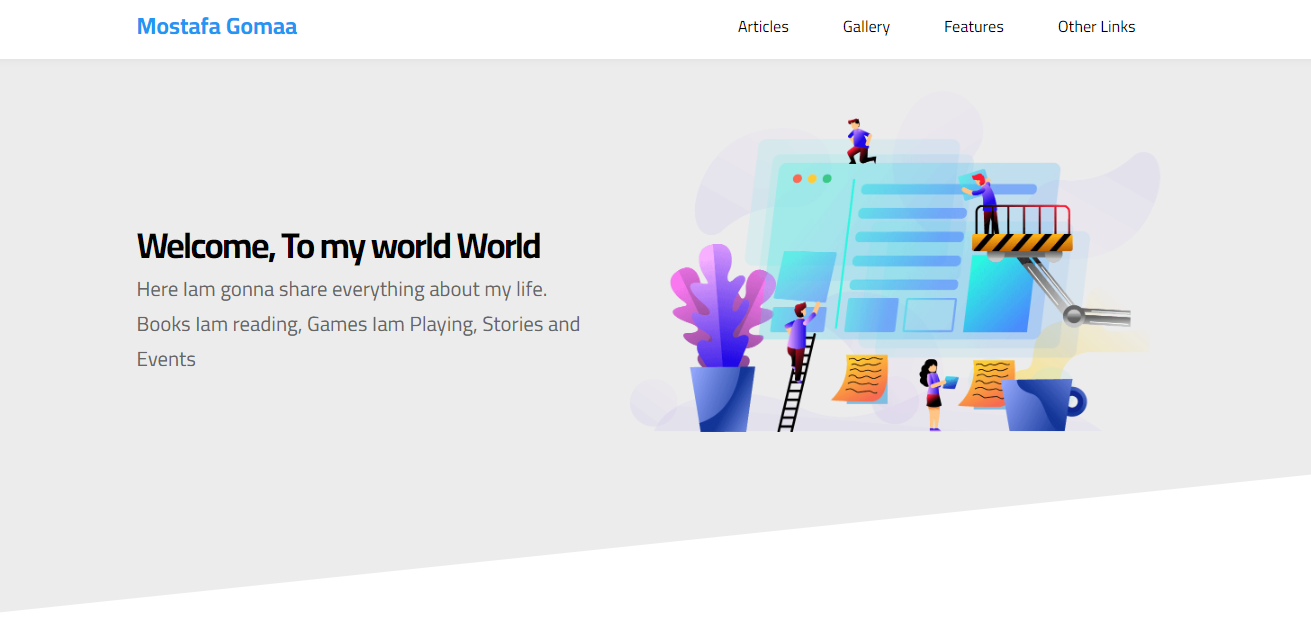 Mostafa Gomaa
Articles
Gallery
Features
Other Links
Welcome, To my world World
Here Iam gonna share everything about my life.
Books Iam reading, Games Iam Playing, Stories and
Events